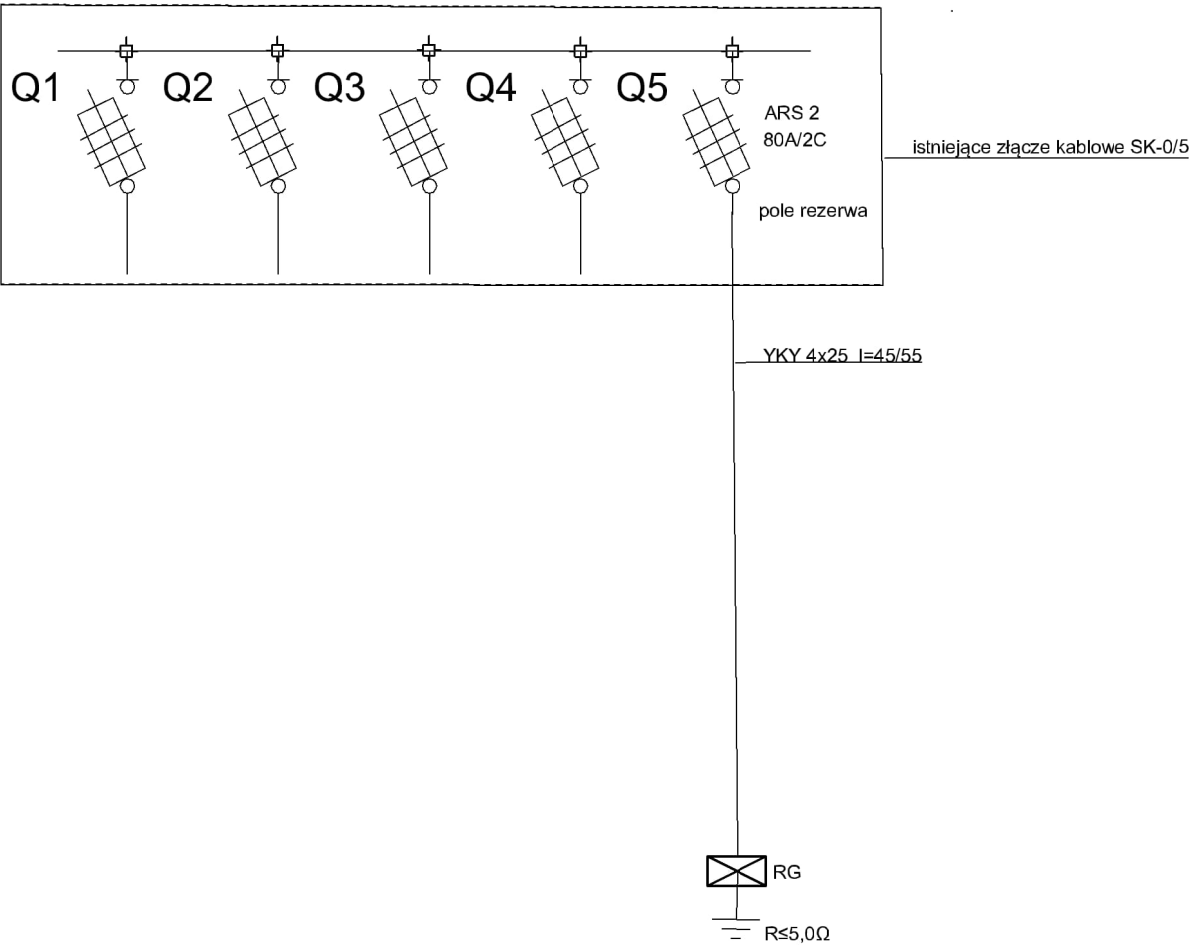 Q1
Q2
Q3
Q4
Q5
ARS 2
80A/2C
istniejące złącze kablowe SK-0/5
pole rezerwa
YKY 4x25 l=45/55
RG
R≤5,0Ω